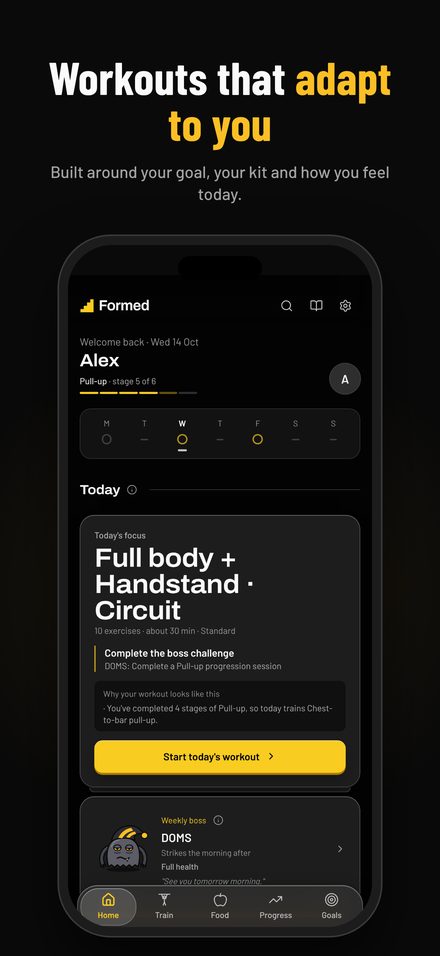 Workouts that adapt
to you
Built around your goal, your kit and how you feel
today.
Formed
Welcome back · Wed 14 Oct
Alex
Pull-up · stage 5 of 6
A
M T W T F S S
Today
Today's focus
Full body +
Handstand ·
Circuit
10 exercises · about 30 min · Standard
Complete the boss challenge
DOMS: Complete a Pull-up progression session
Why your workout looks like this
· You've completed 4 stages of Pull-up, so today trains Chest-
to-bar pull-up.
Start today's workout
Weekly boss
DOMS
Strikes the morning after
Full health
"See you tomorrow morning."
Home Train Food Progress Goals